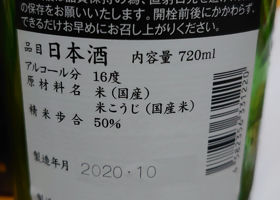 の保存をお願いいたします。開栓前後にかかわらず、
できるだけお早めにお召し上がりください。
品目 日本酒 内容量 720ml
アルコール分 16度
原材料名 米(国産)
米こうじ(国産米)
精米歩合 50%
製造年月 2020・10
4582556331220